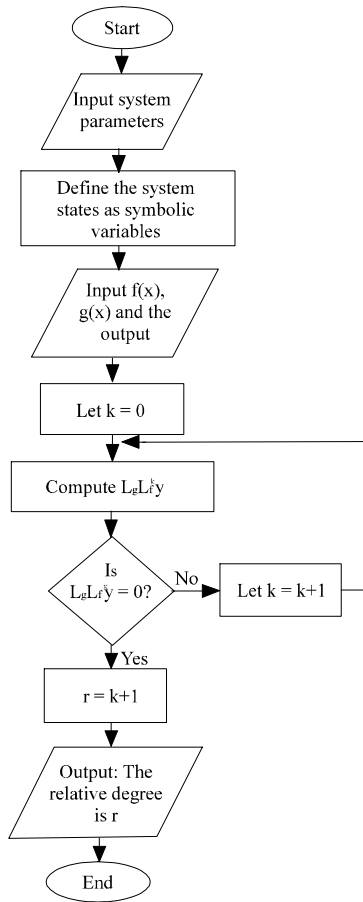 Start
Input system
parameters
Define the system
states as symbolic
variables
Input f(x),
g(x) and the
output
Let k = 0
Compute LgLfky
Is
LgLfky = 0?
No
Let k = k+1
Yes
r = k+1
Output: The
relative degree
is r
End